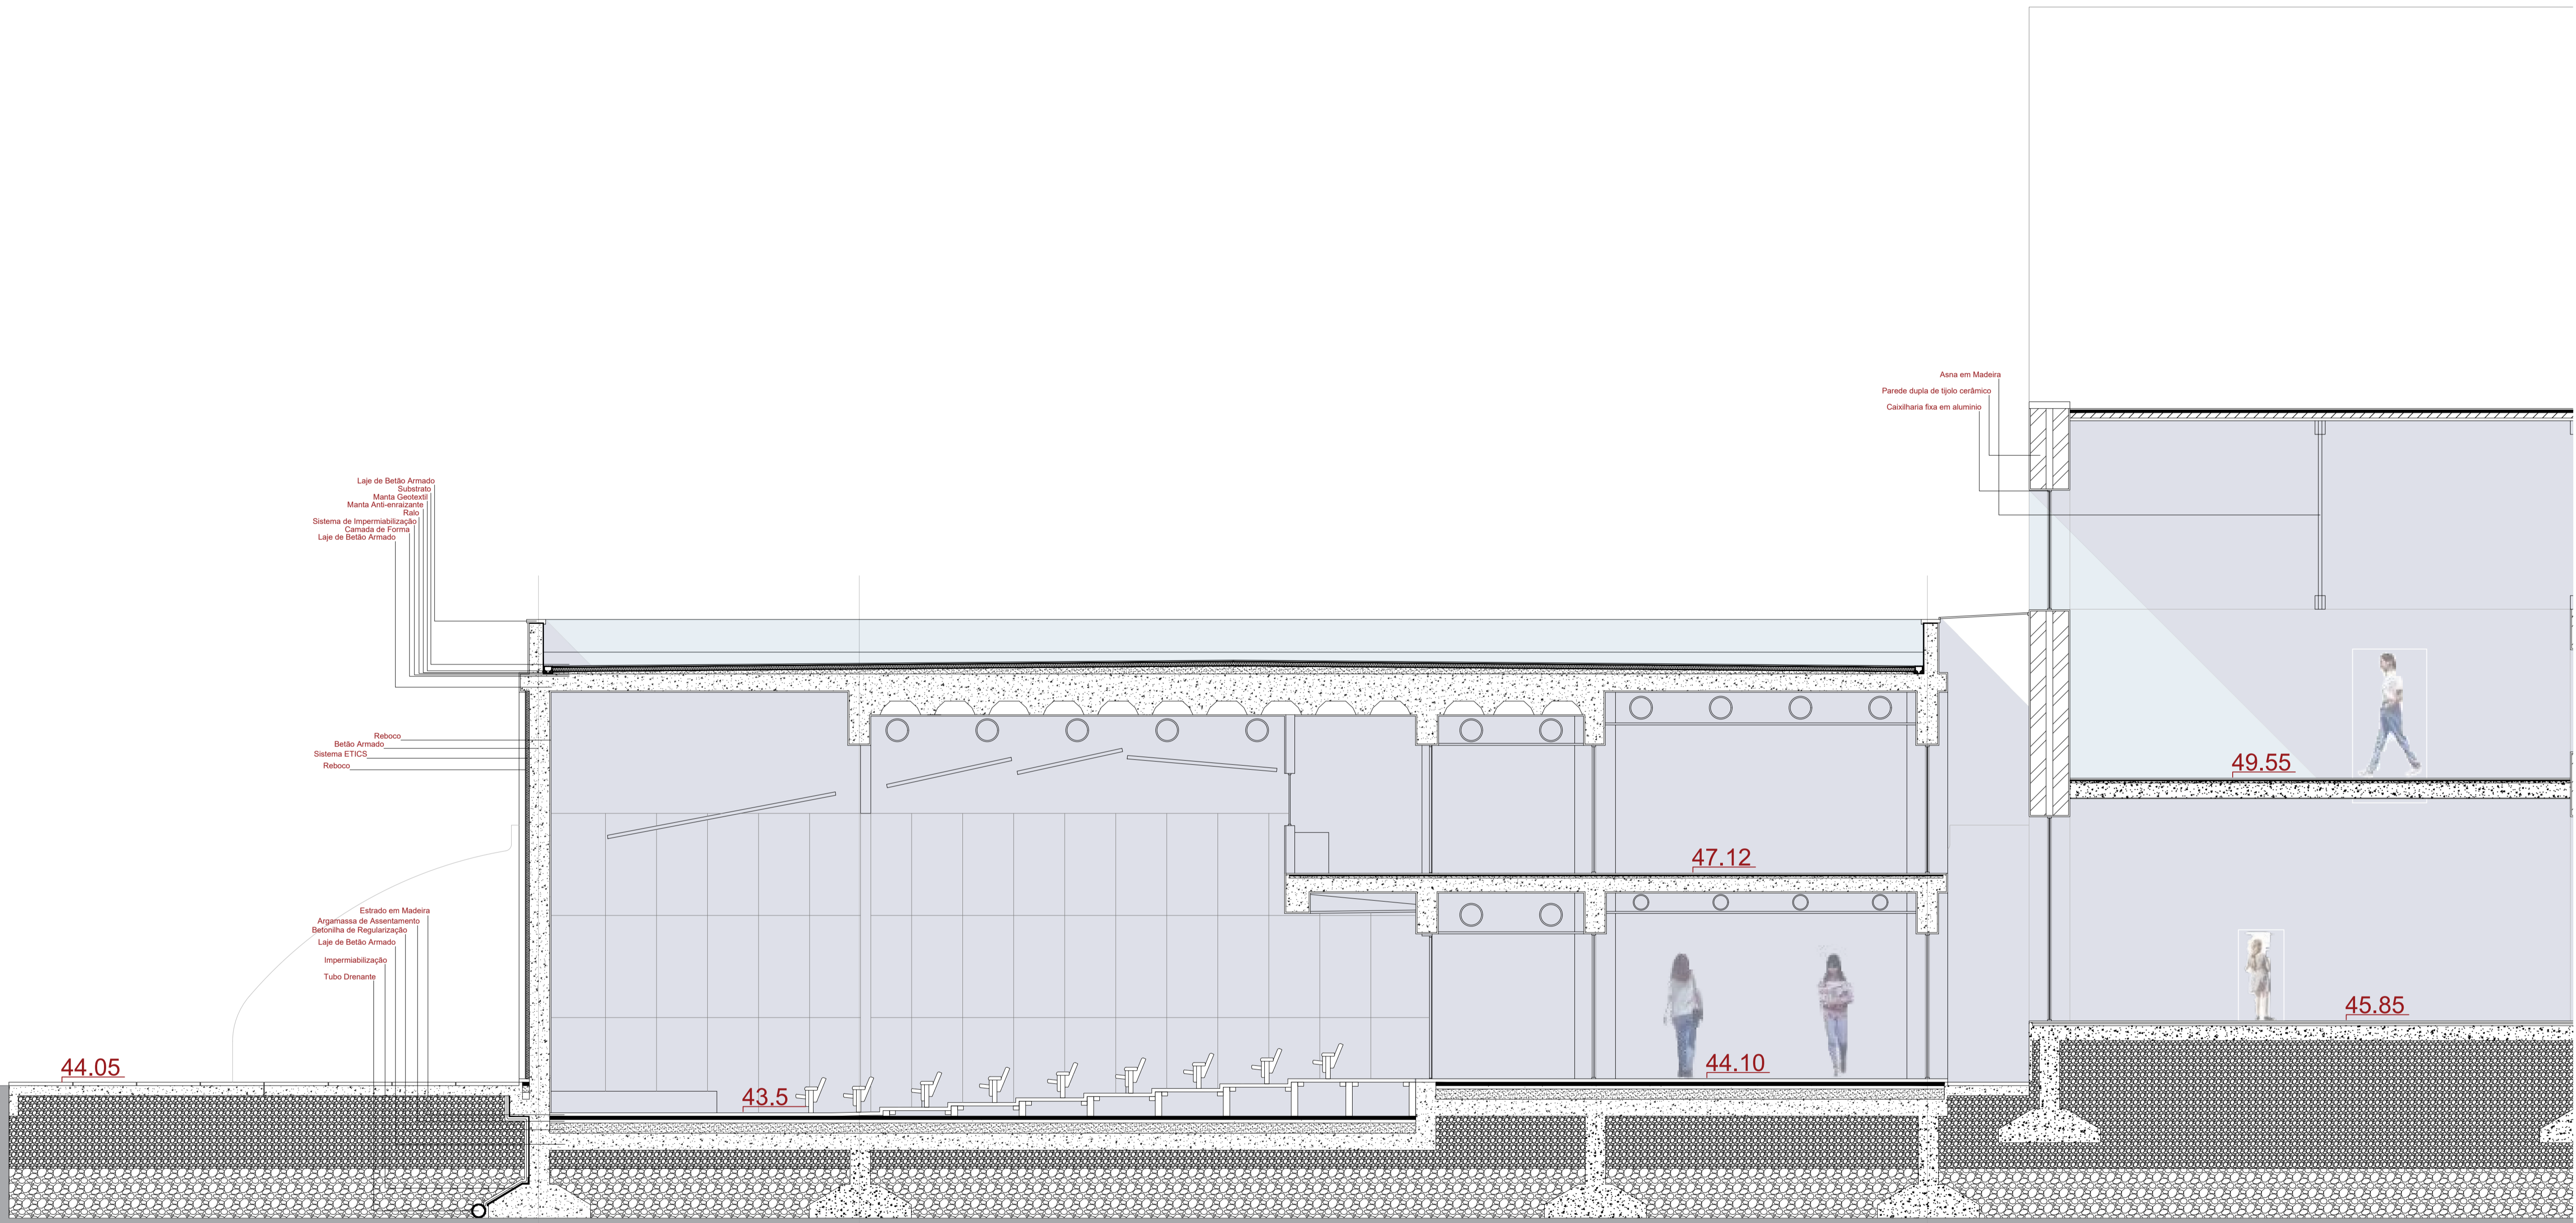 Asna em Madeira
Parede dupla de tijolo cerâmico
Caixilharia fixa em aluminio
Laje de Betão Armado
Substrato
Manta Geotextil
Manta Anti-enraizante
Ralo
Sistema de Impermiabilização
Camada de Forma
Laje de Betão Armado
Reboco
Betão Armado
Sistema ETICS
Reboco
49.55
47.12
Estrado em Madeira
Argamassa de Assentamento
Betonilha de Regularização
Laje de Betão Armado
Impermiabilização
Tubo Drenante
45.85
44.05
43.5
44.10